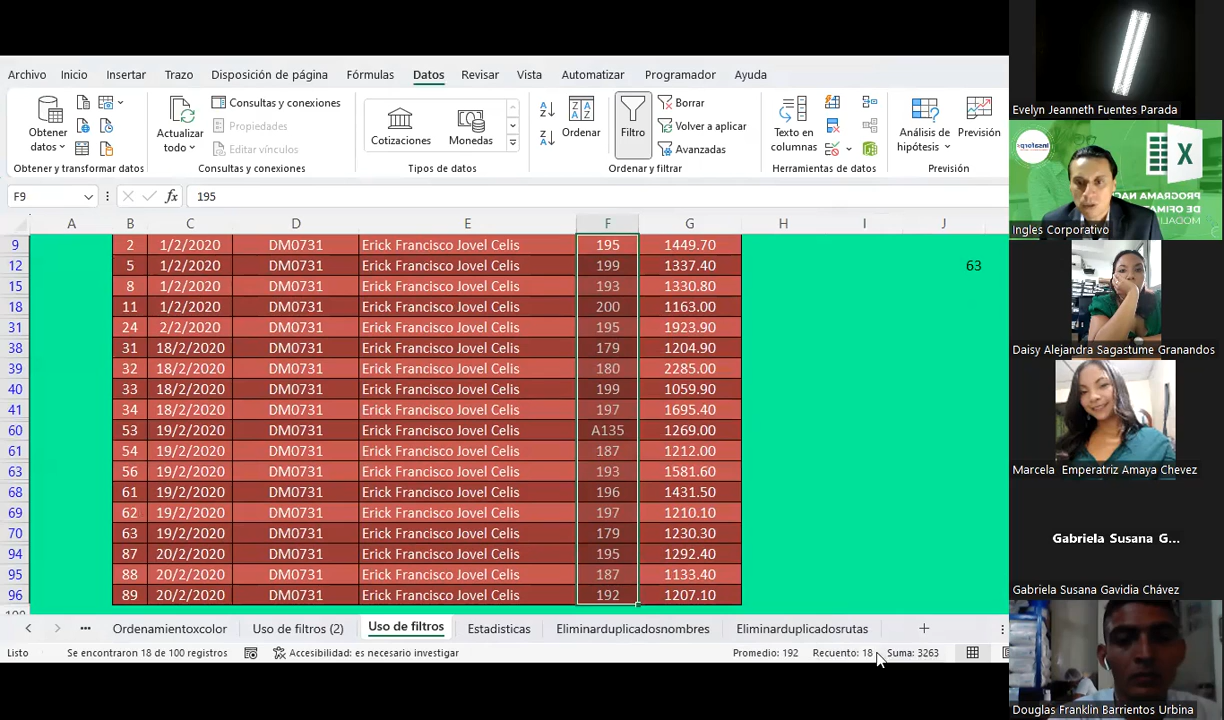 Archivo Inicio Insertar Trazo Disposición de página Fórmulas Datos Revisar Vista Automatizar Programador Ayuda
Obtener datos
Actualizar todo
Consultas y conexiones
Propiedades
Editar vínculos
Cotizaciones Monedas
Ordenar
Filtro
Borrar
Volver a aplicar
Avanzadas
Texto en columnas
Análisis de hipótesis
Previsión
Obtener y transformar datos Consultas y conexiones Tipos de datos Ordenar y filtrar Herramientas de datos Previsión
F9 fx 195
A B C D E F G H I J
9 2 1/2/2020 DM0731 Erick Francisco Jovel Celis 195 1449.70
12 5 1/2/2020 DM0731 Erick Francisco Jovel Celis 199 1337.40 63
15 8 1/2/2020 DM0731 Erick Francisco Jovel Celis 193 1330.80
18 11 1/2/2020 DM0731 Erick Francisco Jovel Celis 200 1163.00
31 24 2/2/2020 DM0731 Erick Francisco Jovel Celis 195 1923.90
38 31 18/2/2020 DM0731 Erick Francisco Jovel Celis 179 1204.90
39 32 18/2/2020 DM0731 Erick Francisco Jovel Celis 180 2285.00
40 33 18/2/2020 DM0731 Erick Francisco Jovel Celis 199 1059.90
41 34 18/2/2020 DM0731 Erick Francisco Jovel Celis 197 1695.40
60 53 19/2/2020 DM0731 Erick Francisco Jovel Celis A135 1269.00
61 54 19/2/2020 DM0731 Erick Francisco Jovel Celis 187 1212.00
63 56 19/2/2020 DM0731 Erick Francisco Jovel Celis 193 1581.60
68 61 19/2/2020 DM0731 Erick Francisco Jovel Celis 196 1431.50
69 62 19/2/2020 DM0731 Erick Francisco Jovel Celis 197 1210.10
70 63 19/2/2020 DM0731 Erick Francisco Jovel Celis 179 1230.30
94 87 20/2/2020 DM0731 Erick Francisco Jovel Celis 195 1292.40
95 88 20/2/2020 DM0731 Erick Francisco Jovel Celis 187 1133.40
96 89 20/2/2020 DM0731 Erick Francisco Jovel Celis 192 1207.10
Ordenamientoxcolor Uso de filtros (2) Uso de filtros Estadisticas Eliminarduplicadosnombres Eliminarduplicadosrutas
Listo Se encontraron 18 de 100 registros Accesibilidad: es necesario investigar Promedio: 192 Recuento: 18 Suma: 3263
Evelyn Jeanneth Fuentes Parada
PROGRAMA NAC
DE OFIMAT
MODALI
Ingles Corporativo
Daisy Alejandra Sagastume Granados
Marcela Emperatriz Amaya Chevez
Gabriela Susana G...
Gabriela Susana Gavidia Chávez
Douglas Franklin Barrientos Urbina